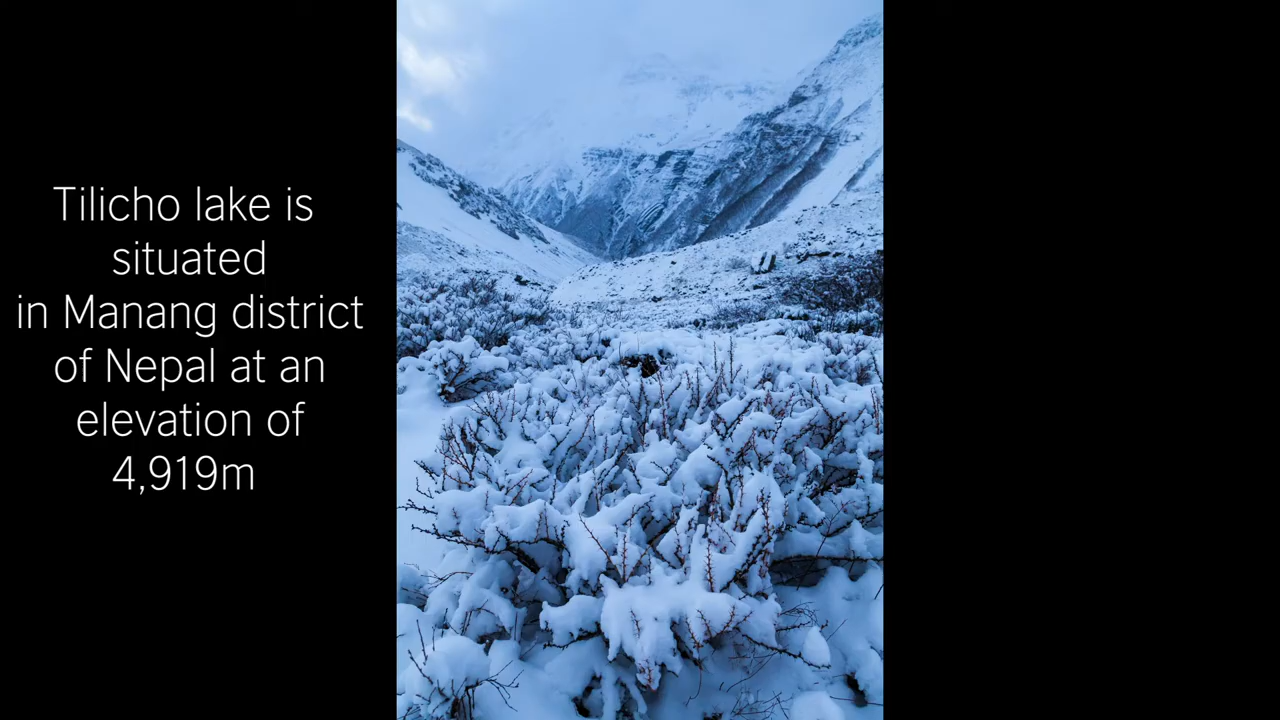 Tilicho lake is
situated
in Manang district
of Nepal at an
elevation of
4,919m